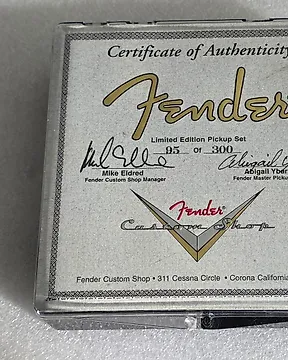 Certificate of Authenticity
Fender
Limited Edition Pickup Set
95 OF 300
Mike Eldred
Fender Custom Shop Manager
Abigail Yber
Fender Master Pickup
Fender
Custom Shop
Fender Custom Shop • 311 Cessna Circle • Corona California